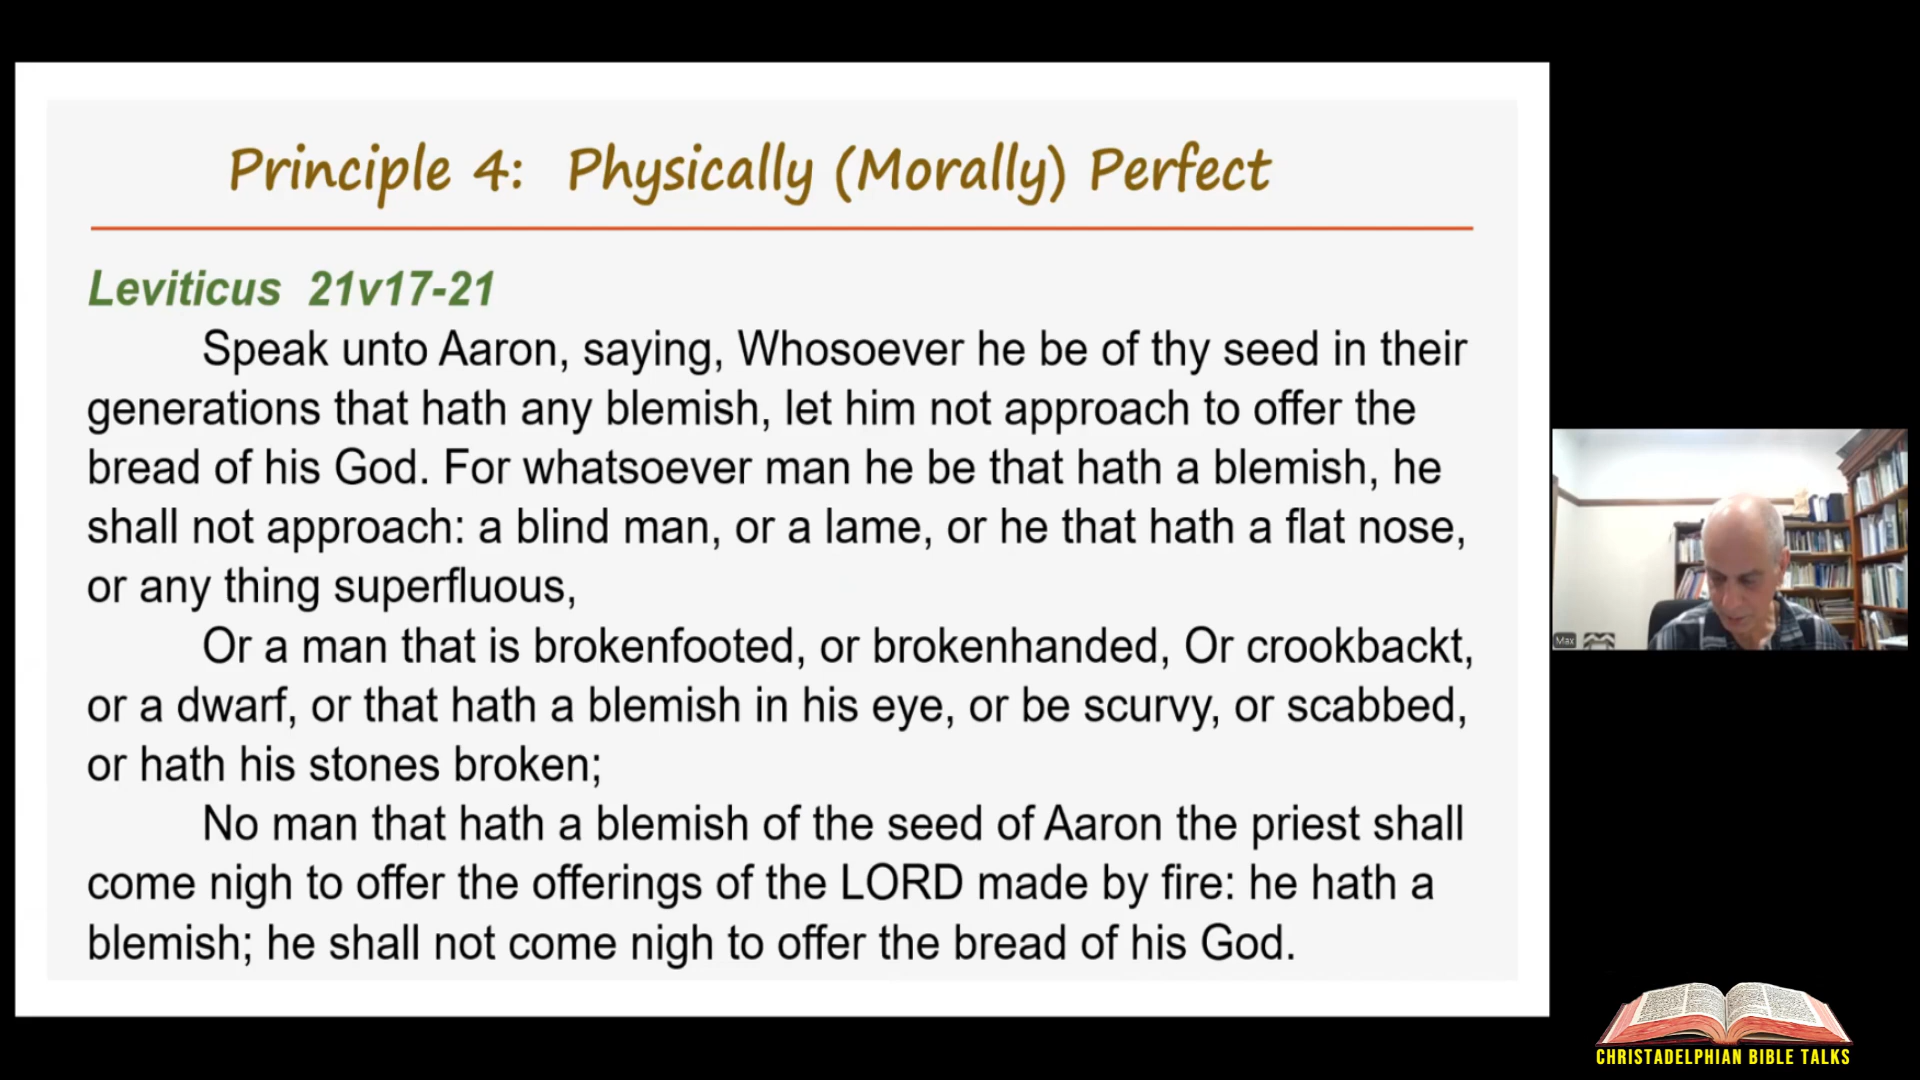 Principle 4: Physically (Morally) Perfect
Leviticus 21v17-21
Speak unto Aaron, saying, Whosoever he be of thy seed in their
generations that hath any blemish, let him not approach to offer the
bread of his God. For whatsoever man he be that hath a blemish, he
shall not approach: a blind man, or a lame, or he that hath a flat nose,
or any thing superfluous,
Or a man that is brokenfooted, or brokenhanded, Or crookbackt,
or a dwarf, or that hath a blemish in his eye, or be scurvy, or scabbed,
or hath his stones broken;
No man that hath a blemish of the seed of Aaron the priest shall
come nigh to offer the offerings of the LORD made by fire: he hath a
blemish; he shall not come nigh to offer the bread of his God.
Max
CHRISTADELPHIAN BIBLE TALKS